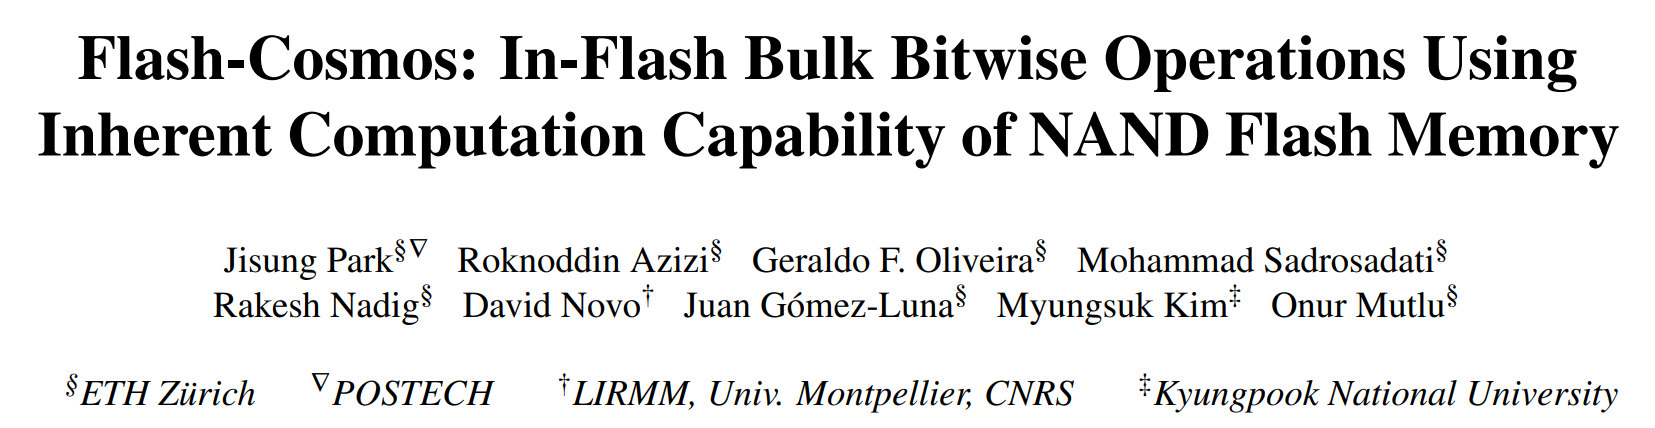 Flash-Cosmos: In-Flash Bulk Bitwise Operations Using
Inherent Computation Capability of NAND Flash Memory
Jisung Park§∇ Roknoddin Azizi§ Geraldo F. Oliveira§ Mohammad Sadrosadati§
Rakesh Nadig§ David Novo† Juan Gómez-Luna§ Myungsuk Kim‡ Onur Mutlu§
§ETH Zürich ∇POSTECH †LIRMM, Univ. Montpellier, CNRS ‡Kyungpook National University